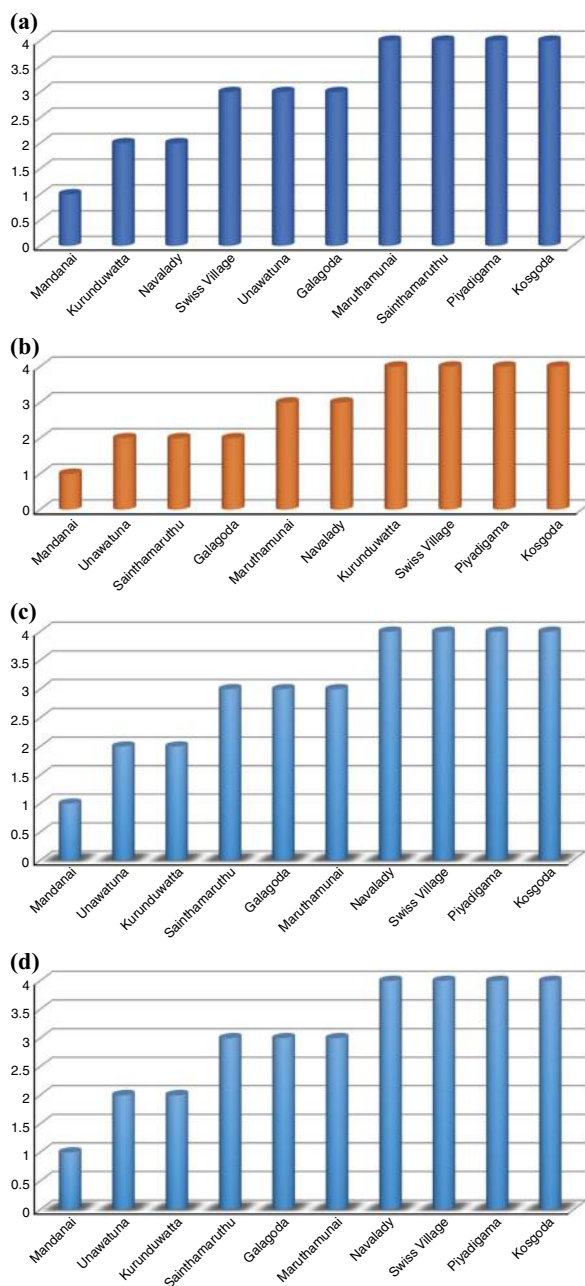 (a)
4
3.5
3
2.5
2
1.5
1
0.5
0
Mandanai
Kurunduwatta
Navalady
Swiss Village
Unawatuna
Galagoda
Maruthamunai
Sainthamaruthu
Piyadigama
Kosgoda
(b)
4
3
2
1
0
Mandanai
Unawatuna
Sainthamaruthu
Galagoda
Maruthamunai
Navalady
Kurunduwatta
Swiss Village
Piyadigama
Kosgoda
(c)
4
3.5
3
2.5
2
1.5
1
0.5
0
Mandanai
Unawatuna
Kurunduwatta
Sainthamaruthu
Galagoda
Maruthamunai
Navalady
Swiss Village
Piyadigama
Kosgoda
(d)
4
3.5
3
2.5
2
1.5
1
0.5
0
Mandanai
Unawatuna
Kurunduwatta
Sainthamaruthu
Galagoda
Maruthamunai
Navalady
Swiss Village
Piyadigama
Kosgoda